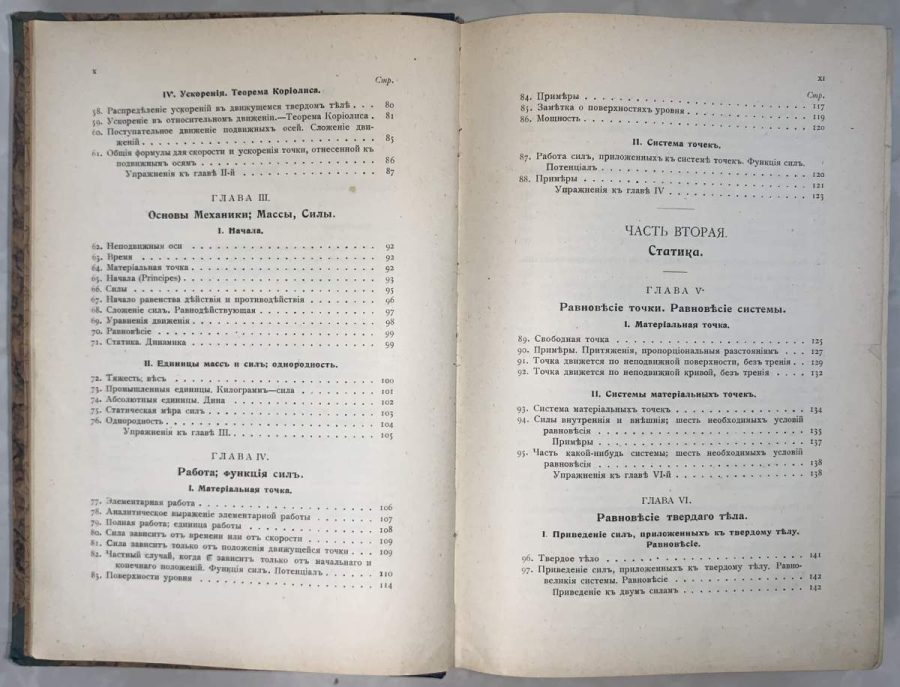 x
Стр.
IV. Ускоренія. Теорема Коріолиса.
58. Распредѣленіе ускореній въ движущемся твердомъ тѣлѣ . . . 80
59. Ускореніе въ относительномъ движеніи.—Теорема Коріолиса . 81
60. Поступательное движеніе подвижныхъ осей. Сложеніе дви-
женій . . . 85
61. Общія формулы для скорости и ускоренія точки, отнесенной къ
подвижнымъ осямъ . . . 86
Упражненія къ главѣ II-й . . . 87
ГЛАВА III.
Основы Механики; Массы, Силы.
I. Начала.
62. Неподвижныя оси . . . 92
63. Время . . . 92
64. Матеріальная точка . . . 92
65. Начала (Principes) . . . 93
66. Силы . . . 95
67. Начало равенства дѣйствія и противодѣйствія . . . 96
68. Сложеніе силъ. Равнодѣйствующая . . . 97
69. Уравненія движенія . . . 98
70. Равновѣсіе . . . 99
71. Статика. Динамика . . . 99
II. Единицы массъ и силъ; однородность.
72. Тяжесть, вѣсъ . . . 100
73. Промышленныя единицы. Килограммъ—сила . . . 101
74. Абсолютныя единицы. Дина . . . 102
75. Статическая мѣра силъ . . . 103
76. Однородность . . . 104
Упражненія къ главѣ III. . . . 105
ГЛАВА IV.
Работа; функція силъ.
I. Матеріальная точка.
77. Элементарная работа . . . 106
78. Аналитическое выраженіе элементарной работы . . . 107
79. Полная работа; единица работы . . . 108
80. Сила зависитъ отъ времени или отъ скорости . . . 109
81. Сила зависитъ только отъ положенія движущейся точки . . . 109
82. Частный случай, когда зависитъ только отъ начальнаго и
конечнаго положеній. Функція силъ. Потенціалъ . . . 110
83. Поверхности уровня . . . 114
xi
Стр.
84. Примѣры . . . 117
85. Замѣтка о поверхностяхъ уровня . . . 119
86. Мощность . . . 120
II. Система точекъ.
87. Работа силъ, приложенныхъ къ системѣ точекъ. Функція силъ.
Потенціалъ . . . 120
88. Примѣры . . . 121
Упражненія къ главѣ IV . . . 123
ЧАСТЬ ВТОРАЯ.
Статика.
ГЛАВА V.
Равновѣсіе точки. Равновѣсіе системы.
I. Матеріальная точка.
89. Свободная точка . . . 125
90. Примѣры. Притяженія, пропорціональныя разстояніямъ . . . 127
91. Точка движется по неподвижной поверхности, безъ тренія . 129
92. Точка движется по неподвижной кривой, безъ тренія . . . 132
II. Системы матеріальныхъ точекъ.
93. Система матеріальныхъ точекъ . . . 134
94. Силы внутреннія и внѣшнія; шесть необходимыхъ условій
равновѣсія . . . 135
Примѣры . . . 137
95. Часть какой-нибудь системы; шесть необходимыхъ условій
равновѣсія . . . 138
Упражненія къ главѣ VI-й . . . 138
ГЛАВА VI.
Равновѣсіе твердаго тѣла.
I. Приведеніе силъ, приложенныхъ къ твердому тѣлу.
Равновѣсіе.
96. Твердое тѣло . . . 141
97. Приведеніе силъ, приложенныхъ къ твердому тѣлу. Равно-
великія системы. Равновѣсіе . . . 142
Приведеніе къ двумъ силамъ . . . 142